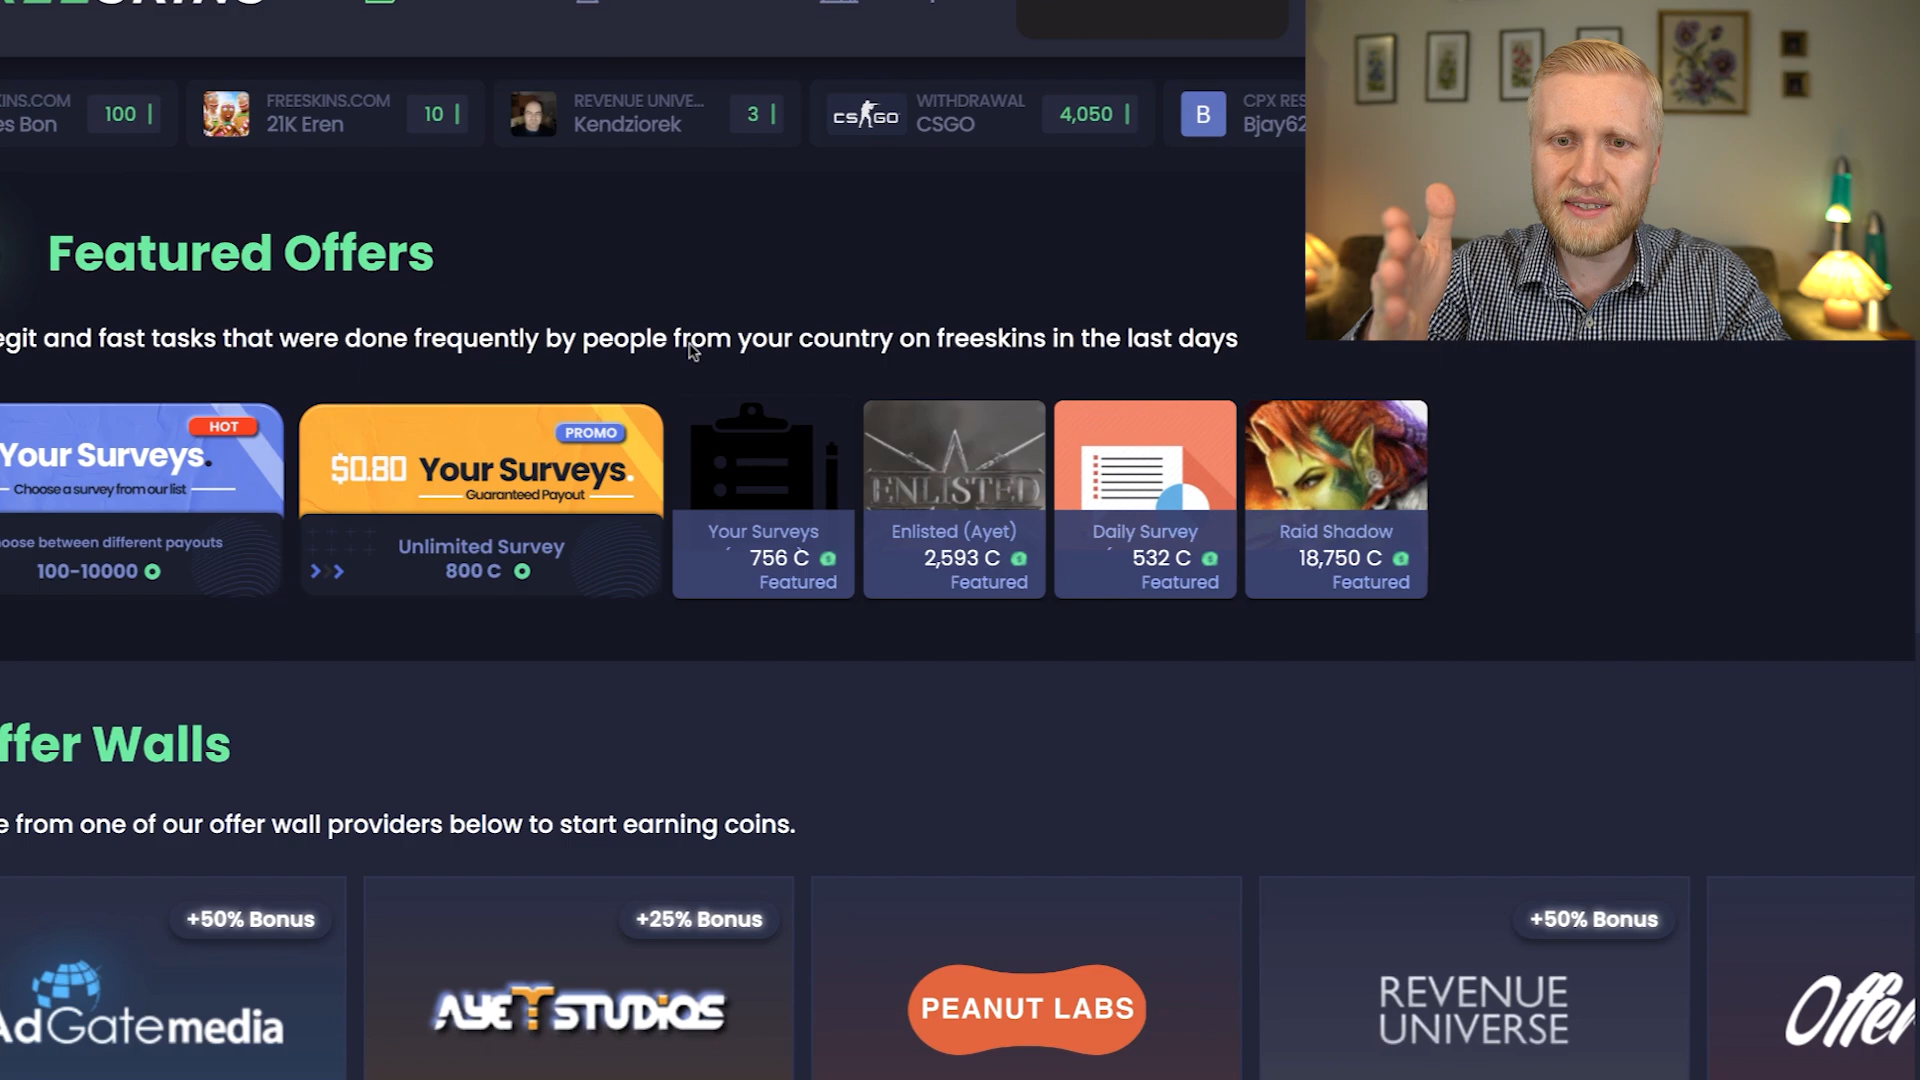 INS.COM
es Bon
100
FREESKINS.COM
21K Eren
10
REVENUE UNIVE...
Kendziorek
3
CS GO
WITHDRAWAL
CSGO
4,050
B
CPX RES
Bjay62
Featured Offers
egit and fast tasks that were done frequently by people from your country on freeskins in the last days
HOT
Your Surveys.
Choose a survey from our list
oose between different payouts
100-10000
PROMO
$0.80 Your Surveys.
Guaranteed Payout
Unlimited Survey
800 C
Your Surveys
756 C
Featured
ENLISTED
Enlisted (Ayet)
2,593 C
Featured
Daily Survey
532 C
Featured
Raid Shadow
18,750 C
Featured
ffer Walls
e from one of our offer wall providers below to start earning coins.
+50% Bonus
AdGatemedia
+25% Bonus
AYET STUDIOS
PEANUT LABS
+50% Bonus
REVENUE
UNIVERSE
Offer